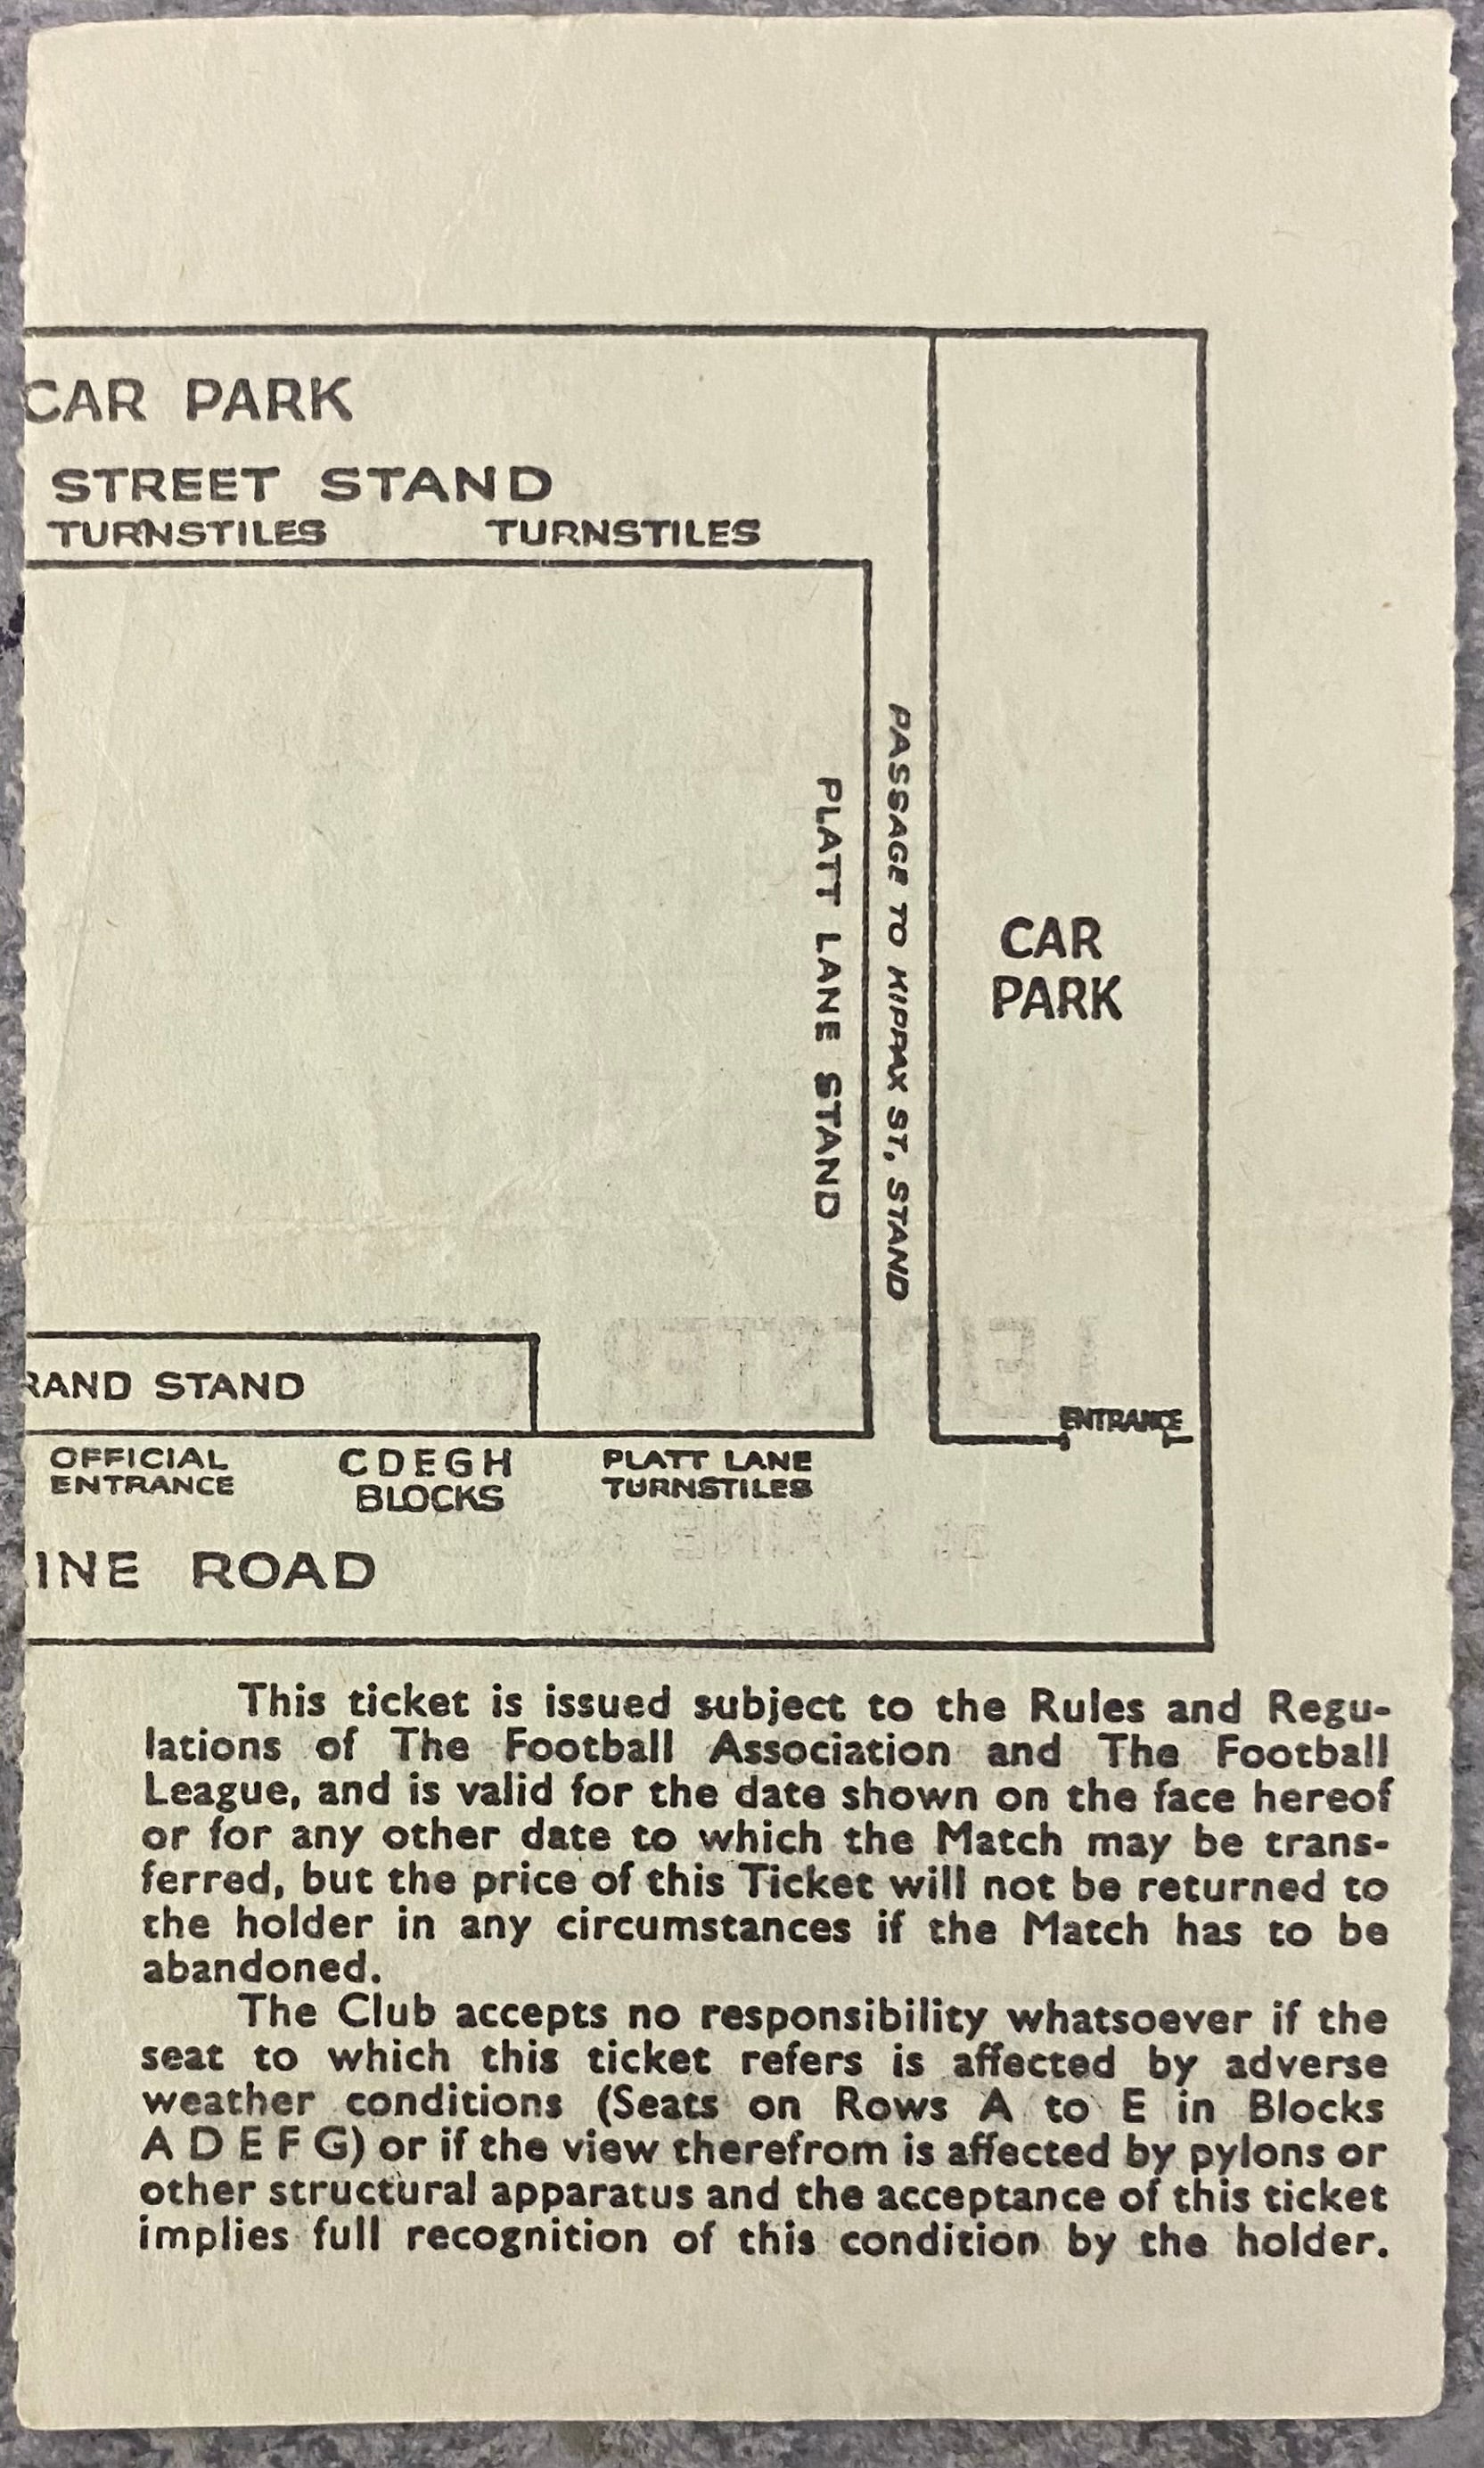 CAR PARK
STREET STAND
TURNSTILES TURNSTILES
PLATT LANE STAND
PASSAGE TO KIPPAX ST, STAND
CAR
PARK
RAND STAND
ENTRANCE
OFFICIAL
ENTRANCE
CDEGH
BLOCKS
PLATT LANE
TURNSTILES
INE ROAD
This ticket is issued subject to the Rules and Regu-
lations of The Football Association and The Football
League, and is valid for the date shown on the face hereof
or for any other date to which the Match may be trans-
ferred, but the price of this Ticket will not be returned to
the holder in any circumstances if the Match has to be
abandoned.
The Club accepts no responsibility whatsoever if the
seat to which this ticket refers is affected by adverse
weather conditions (Seats on Rows A to E in Blocks
A D E F G) or if the view therefrom is affected by pylons or
other structural apparatus and the acceptance of this ticket
implies full recognition of this condition by the holder.